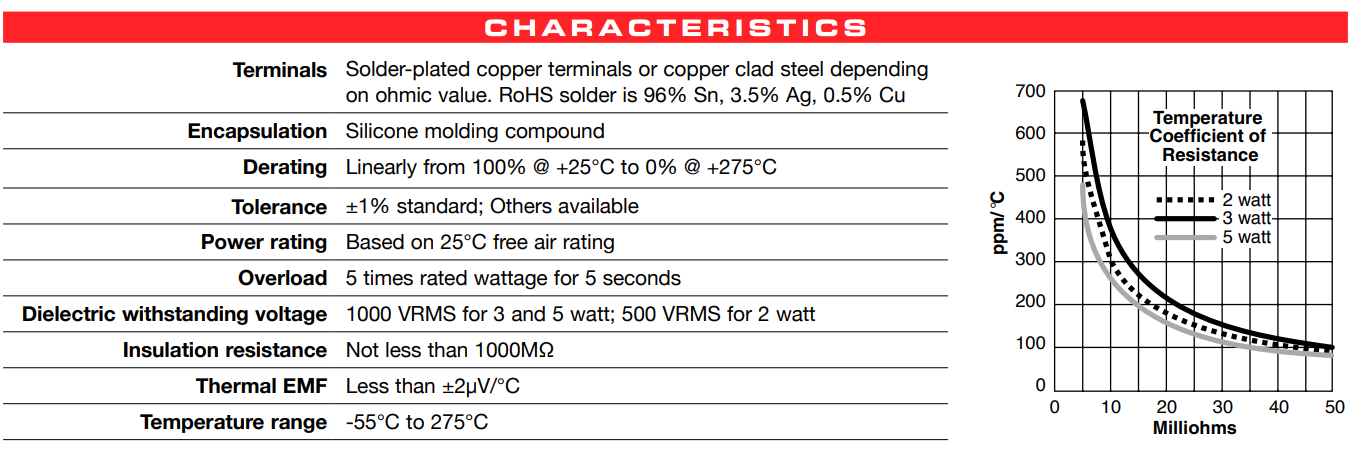 CHARACTERISTICS
Terminals Solder-plated copper terminals or copper clad steel depending
on ohmic value. RoHS solder is 96% Sn, 3.5% Ag, 0.5% Cu
Encapsulation Silicone molding compound
Derating Linearly from 100% @ +25°C to 0% @ +275°C
Tolerance ±1% standard; Others available
Power rating Based on 25°C free air rating
Overload 5 times rated wattage for 5 seconds
Dielectric withstanding voltage 1000 VRMS for 3 and 5 watt; 500 VRMS for 2 watt
Insulation resistance Not less than 1000MΩ
Thermal EMF Less than ±2µV/°C
Temperature range -55°C to 275°C
Temperature
Coefficient of
Resistance
2 watt
3 watt
5 watt
ppm/°C
700
600
500
400
300
200
100
0
0 10 20 30 40 50
Milliohms